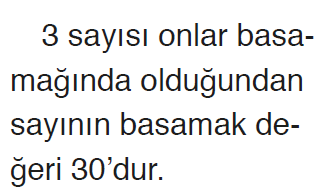 3 sayısı onlar basa-
mağında olduğundan
sayının basamak de-
ğeri 30’dur.